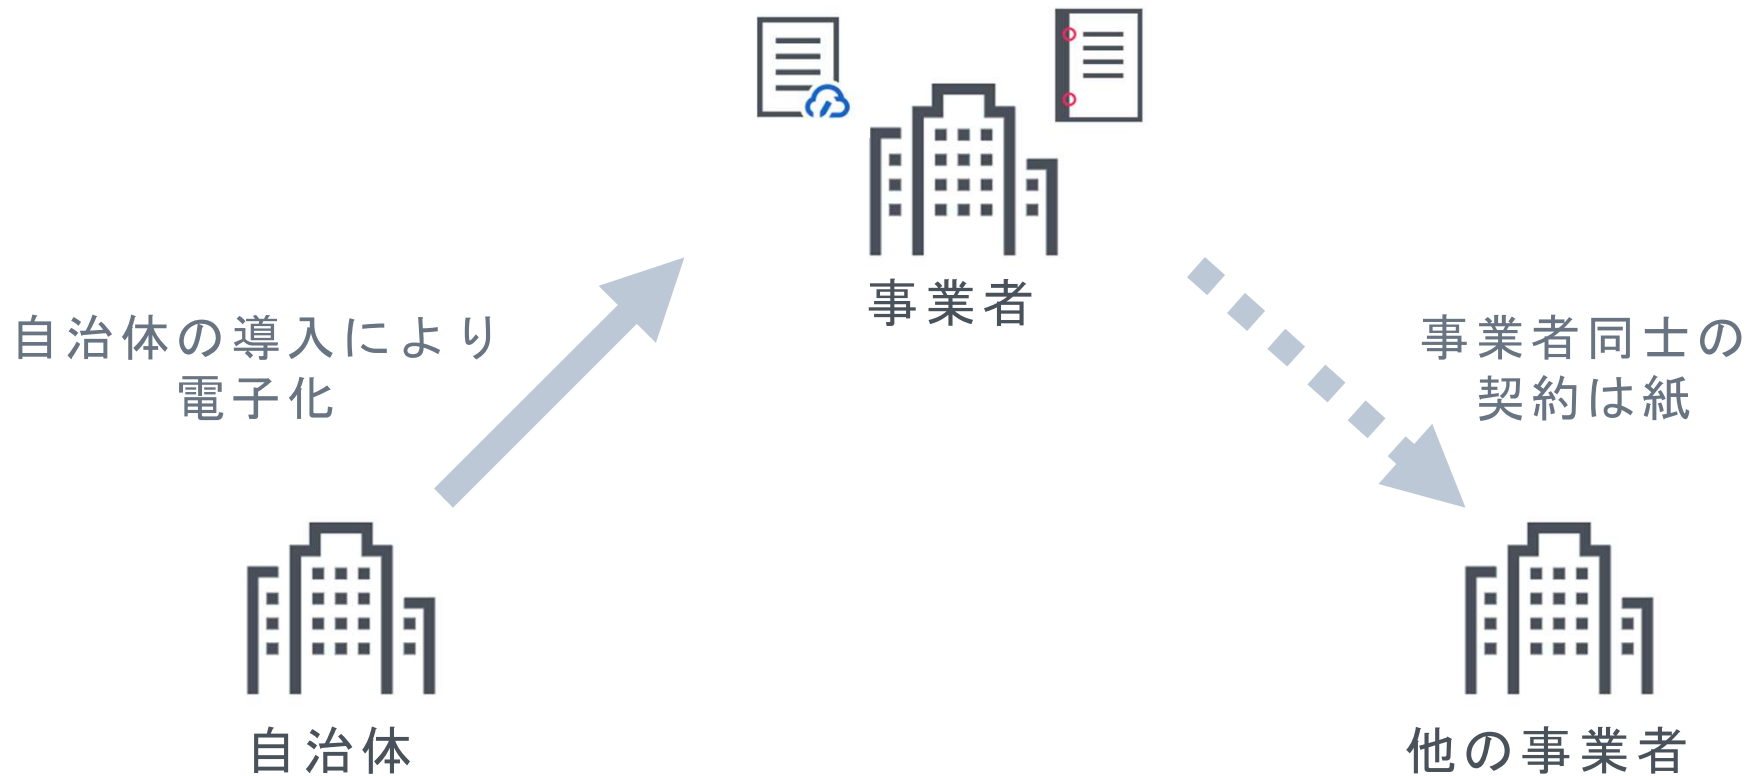 事業者
自治体の導入により
電子化
事業者同士の
契約は紙
自治体
他の事業者